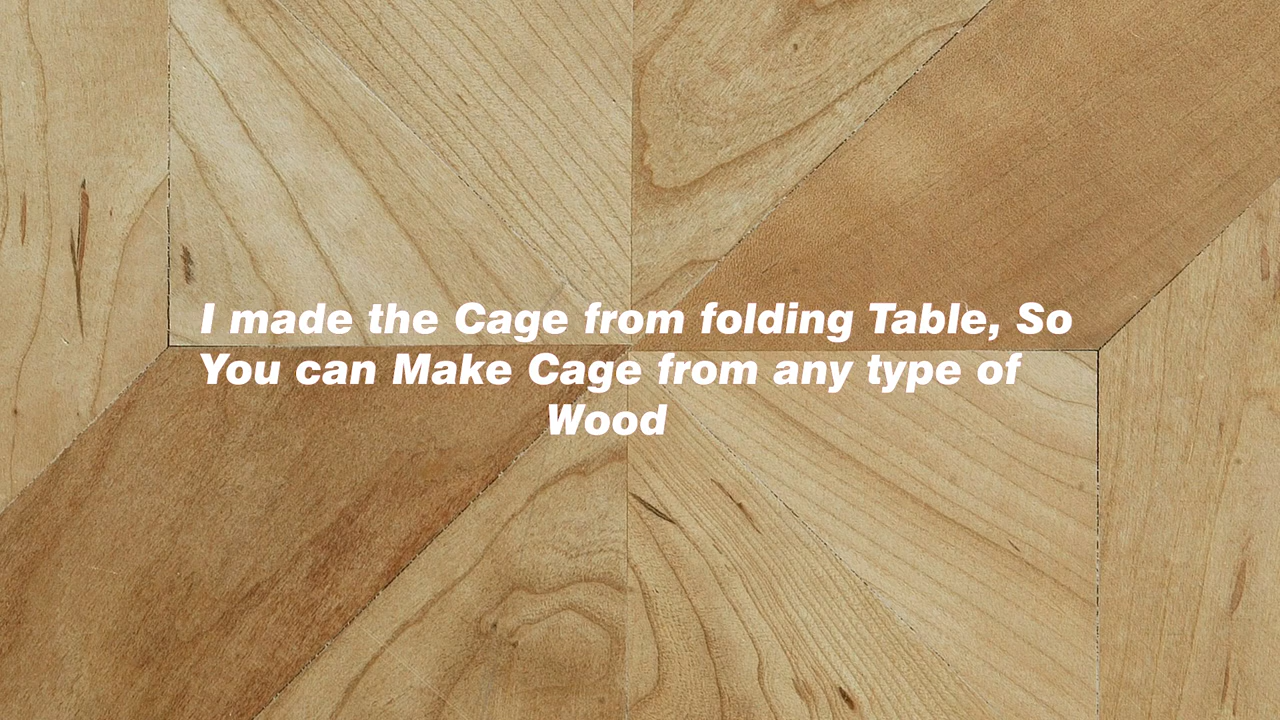 I made the Cage from folding Table, So
You can Make Cage from any type of
Wood